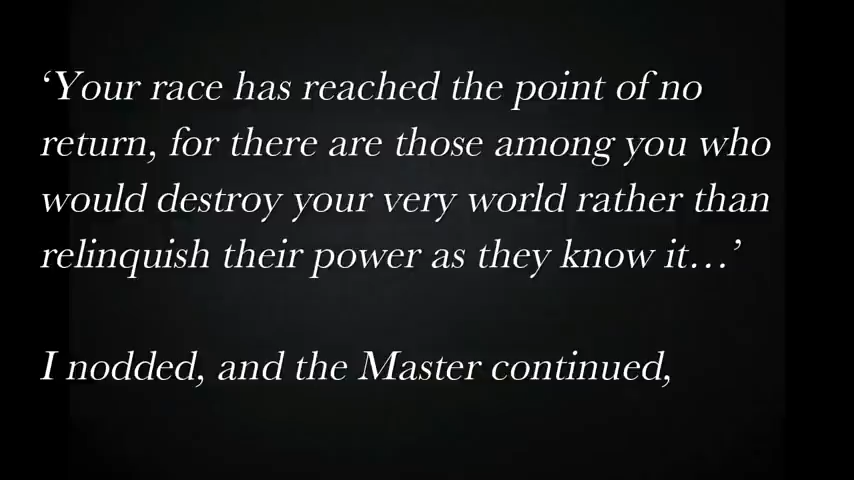 ‘Your race has reached the point of no
return, for there are those among you who
would destroy your very world rather than
relinquish their power as they know it…’
I nodded, and the Master continued,